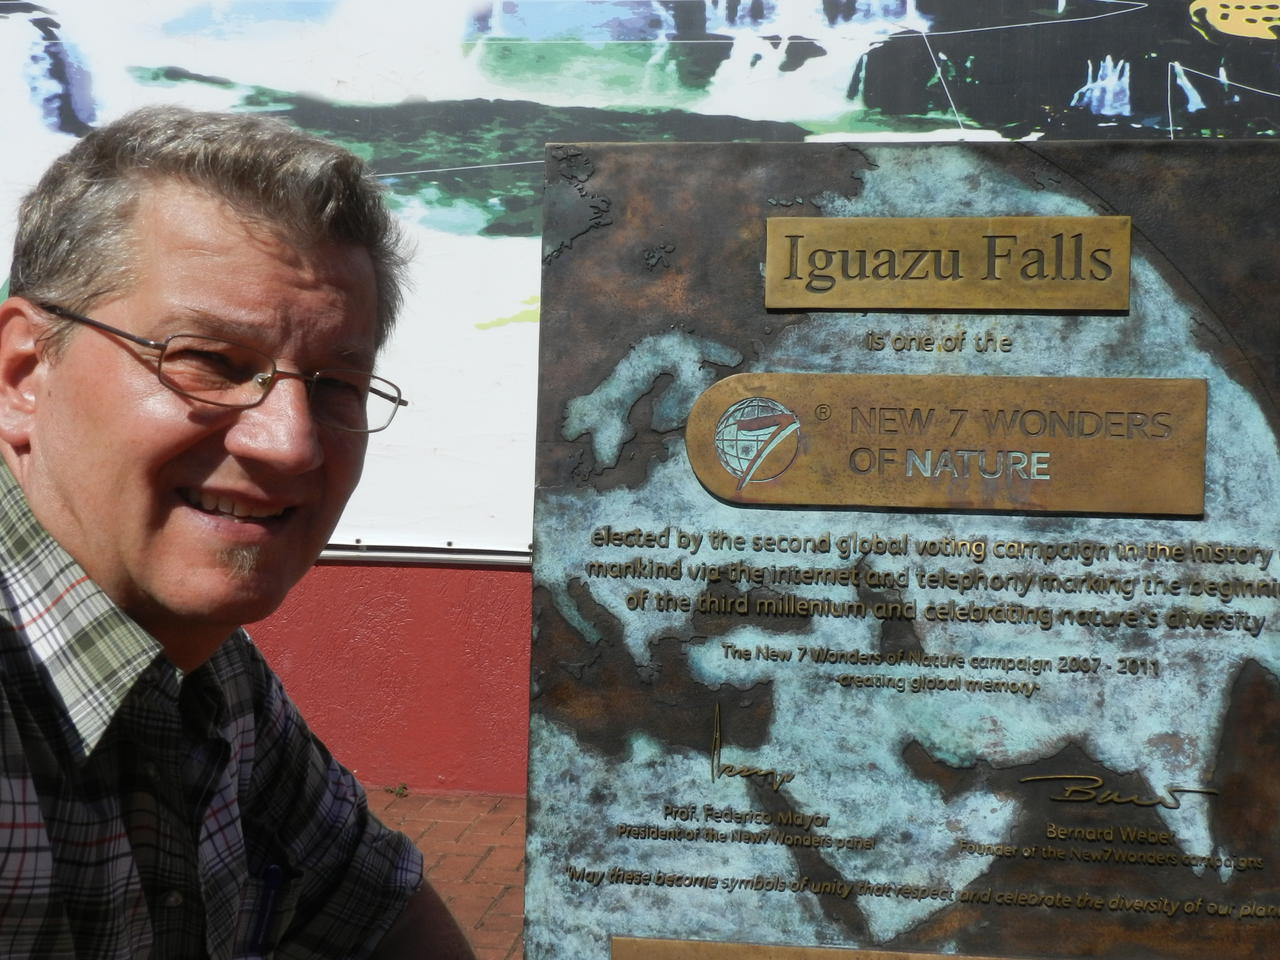 Iguazu Falls
is one of the
® NEW 7 WONDERS
OF NATURE
elected by the second global voting campaign in the history
mankind via the internet and telephony marking the beginni
of the third millenium and celebrating nature's diversity
The New 7 Wonders of Nature campaign 2007 - 2011
-creating global memory-
Prof. Federico Mayor
President of the New7Wonders panel
Bernard Weber
Founder of the New7Wonders campaigns
"May these become symbols of unity that respect and celebrate the diversity of our plan